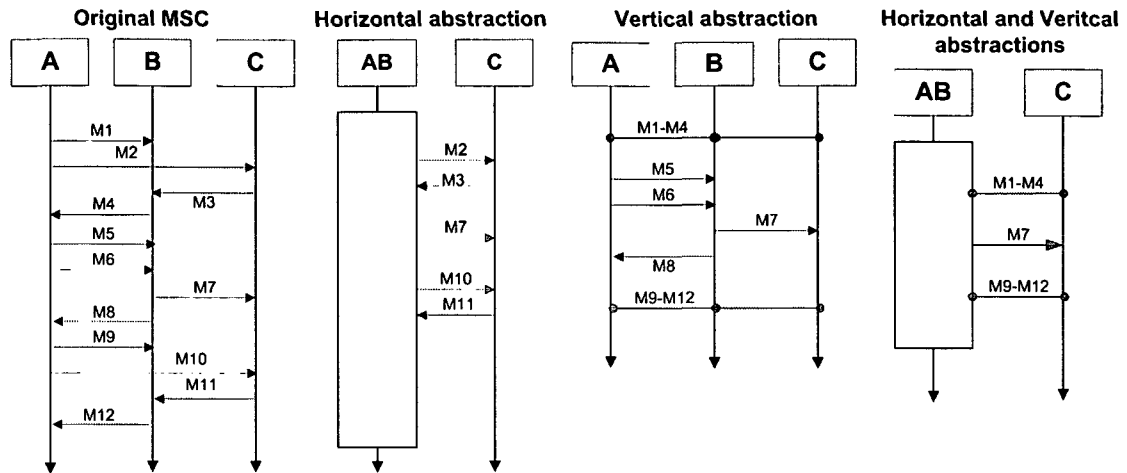 Original MSC
A B C
M1
M2
M3
M4
M5
M6
M7
M8
M9
M10
M11
M12
Horizontal abstraction
AB C
M2
M3
M7
M10
M11
Vertical abstraction
A B C
M1-M4
M5
M6
M7
M8
M9-M12
Horizontal and Veritcal
abstractions
AB C
M1-M4
M7
M9-M12